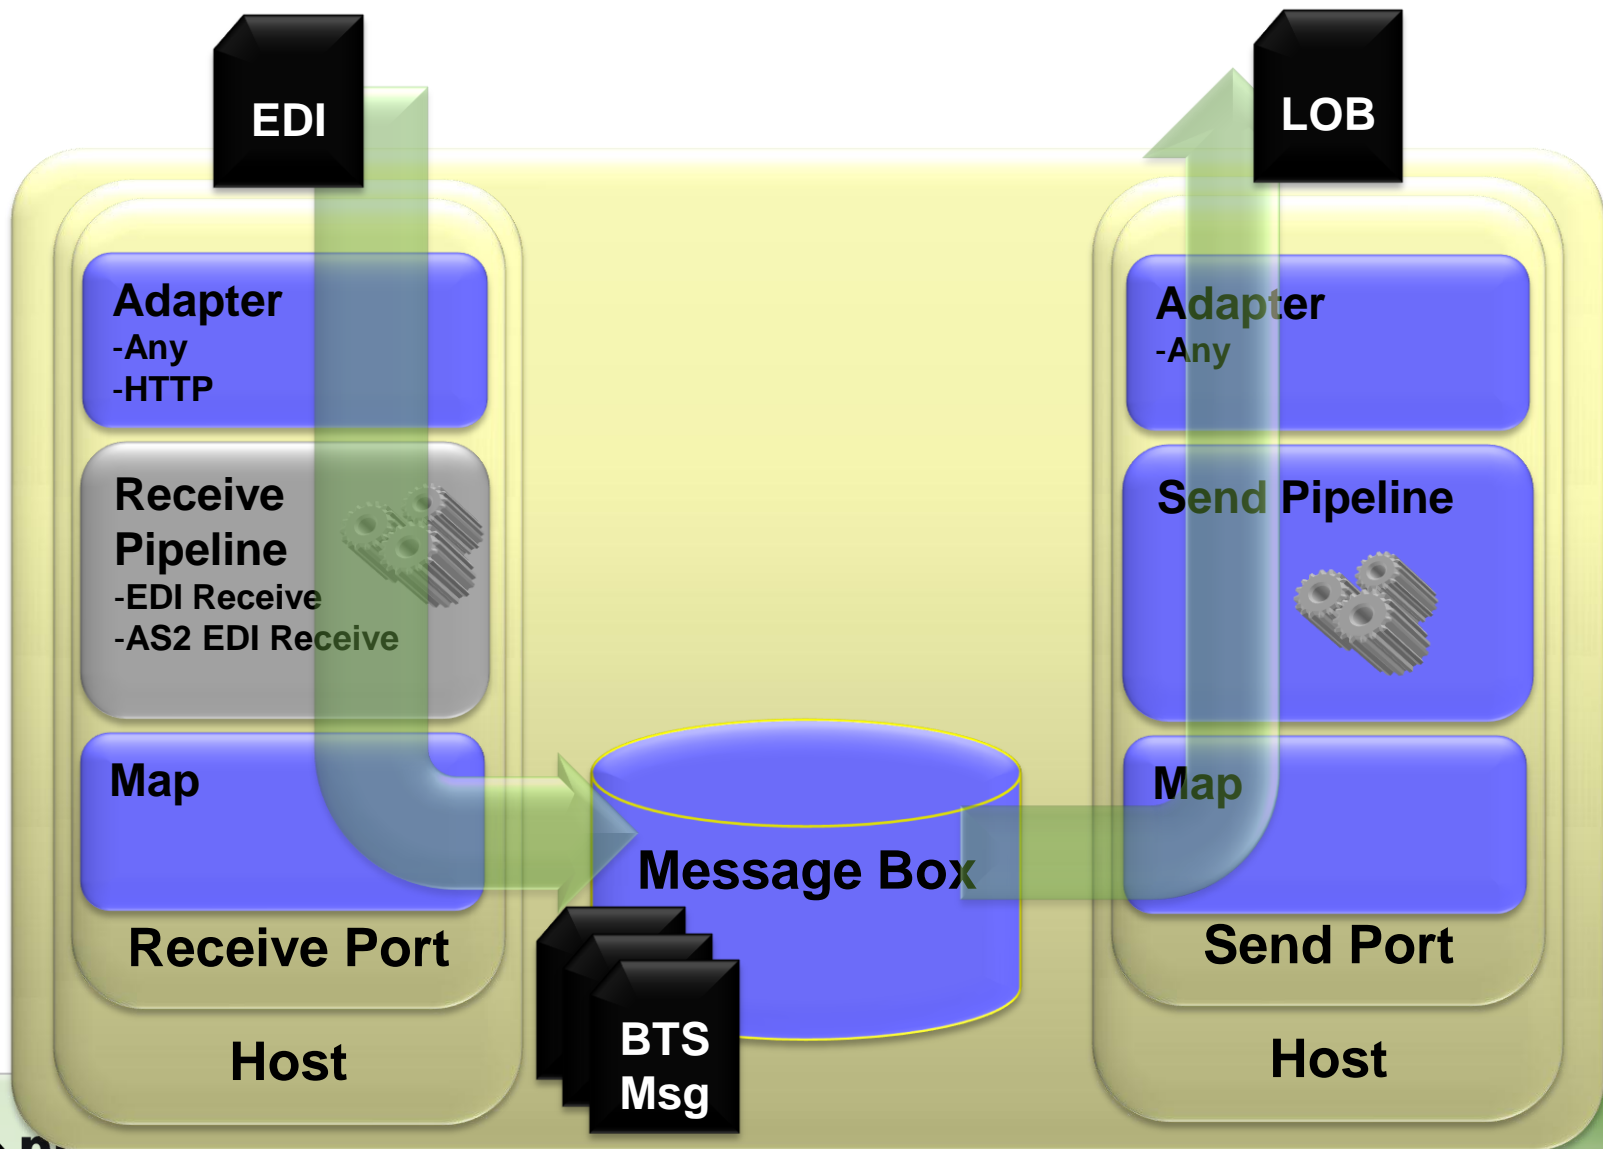 EDI
LOB
Adapter
-Any
-HTTP
Receive
Pipeline
-EDI Receive
-AS2 EDI Receive
Map
Receive Port
Host
Message Box
BTS
Msg
Adapter
-Any
Send Pipeline
Map
Send Port
Host